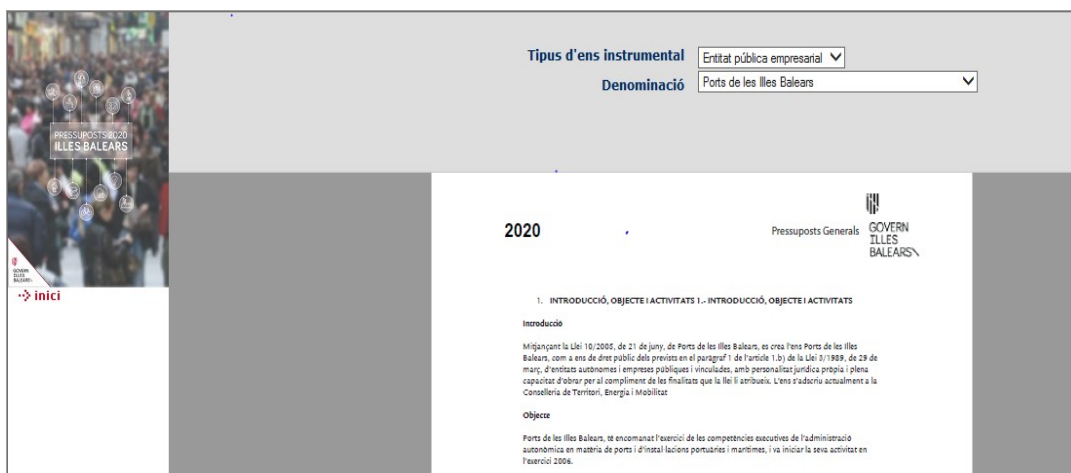 PRESSUPOSTS 2020
ILLES BALEARS
GOVERN
ILLES
BALEARS
inici
Tipus d'ens instrumental Entitat pública empresarial
Denominació Ports de les Illes Balears
2020 Pressuposts Generals
GOVERN
ILLES
BALEARS
1. INTRODUCCIÓ, OBJECTE I ACTIVITATS 1.- INTRODUCCIÓ, OBJECTE I ACTIVITATS
Introducció
Mitjançant la Llei 10/2005, de 21 de juny, de Ports de les Illes Balears, es crea l'ens Ports de les Illes
Balears, com a ens de dret públic dels prevists en el paràgraf 1 de l'article 1.b) de la Llei 3/1989, de 29 de
març, d'entitats autònomes i empreses públiques i vinculades, amb personalitat jurídica pròpia i plena
capacitat d'obrar per al compliment de les finalitats que la llei li atribueix. L'ens s'adscriu actualment a la
Conselleria de Territori, Energia i Mobilitat
Objecte
Ports de les Illes Balears, té encomanat l'exercici de les competències executives de l'administració
autonòmica en matèria de ports i d'instal·lacions portuàries i marítimes, i va iniciar la seva activitat en
l'exercici 2006.